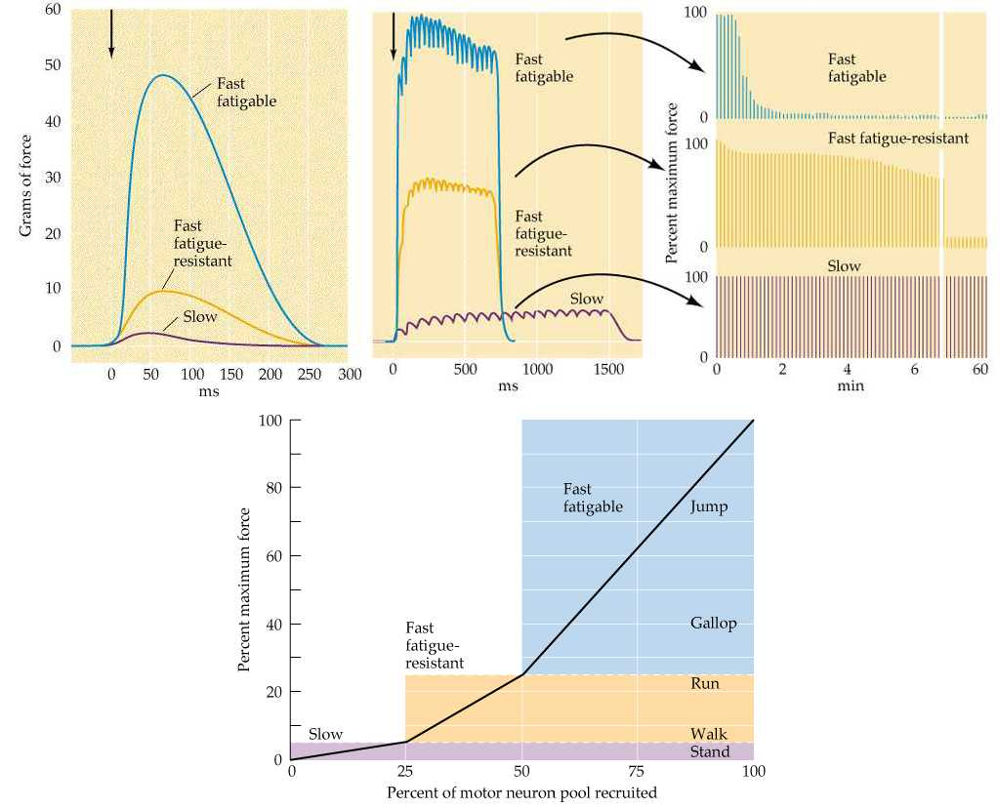 60
50
40
30
20
10
0
Grams of force
Fast
fatigable
Fast
fatigue-
resistant
Slow
0 50 100 150 200 250 300
ms
Fast
fatigable
Fast
fatigue-
resistant
Slow
0 500 1000 1500
ms
Percent maximum force
100
Fast
fatigable
0
Fast fatigue-resistant
100
0
Slow
100
0
0 2 4 6 60
min
Percent maximum force
100
80
60
40
20
0
Fast
fatigable
Jump
Gallop
Fast
fatigue-
resistant
Run
Slow
Walk
Stand
0 25 50 75 100
Percent of motor neuron pool recruited